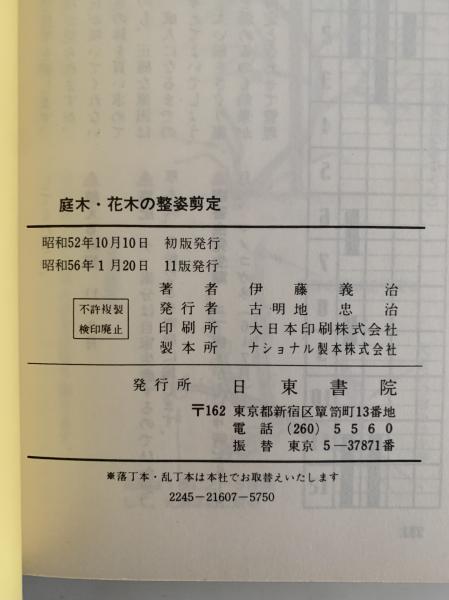 庭木・花木の整姿剪定
昭和52年10月10日 初版発行
昭和56年1月20日 11版発行
著者 伊藤義治
発行者 古明地忠治
不許複製
検印廃止
印刷所 大日本印刷株式会社
製本所 ナショナル製本株式会社
発行所 日東書院
〒162 東京都新宿区簞笥町13番地
電話 (260) 5560
振替 東京 5―37871番
※落丁本・乱丁本は本社でお取替えいたします
2245-21607-5750